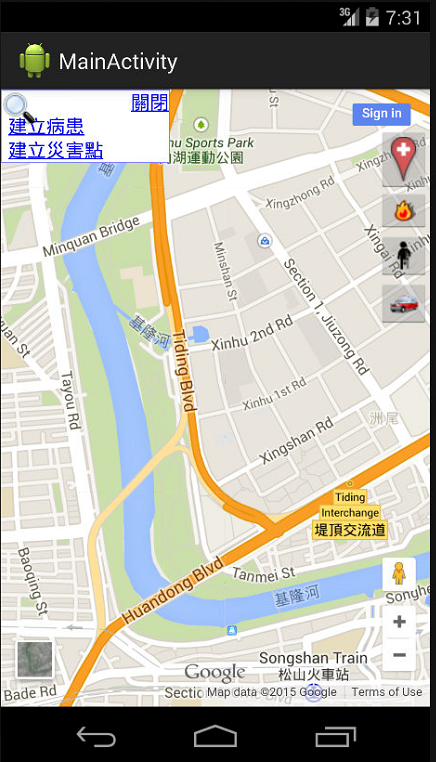 3G 7:31
MainActivity
關閉
建立病患
建立災害點
Sign in
hu Sports Park
湖運動公園
Xingzhong Rd
Xingzhong Rd
Minquan Bridge
基
Minshan St
Xingai Rd
Section 1, Jiuzong Rd
基隆河
Tiding Blvd
Xinhu 2nd Rd
uan St
Tayou Rd
Xinhu 1st Rd
洲尾
Xingshan Rd
Tiding
Interchange
堤頂交流道
Baoqing St
Huandong Blvd
Tanmei St
基隆河
Songhe
+
−
Songshan Train
松山火車站
Google
Bade Rd
Sectio
Map data ©2015 Google
Terms of Use